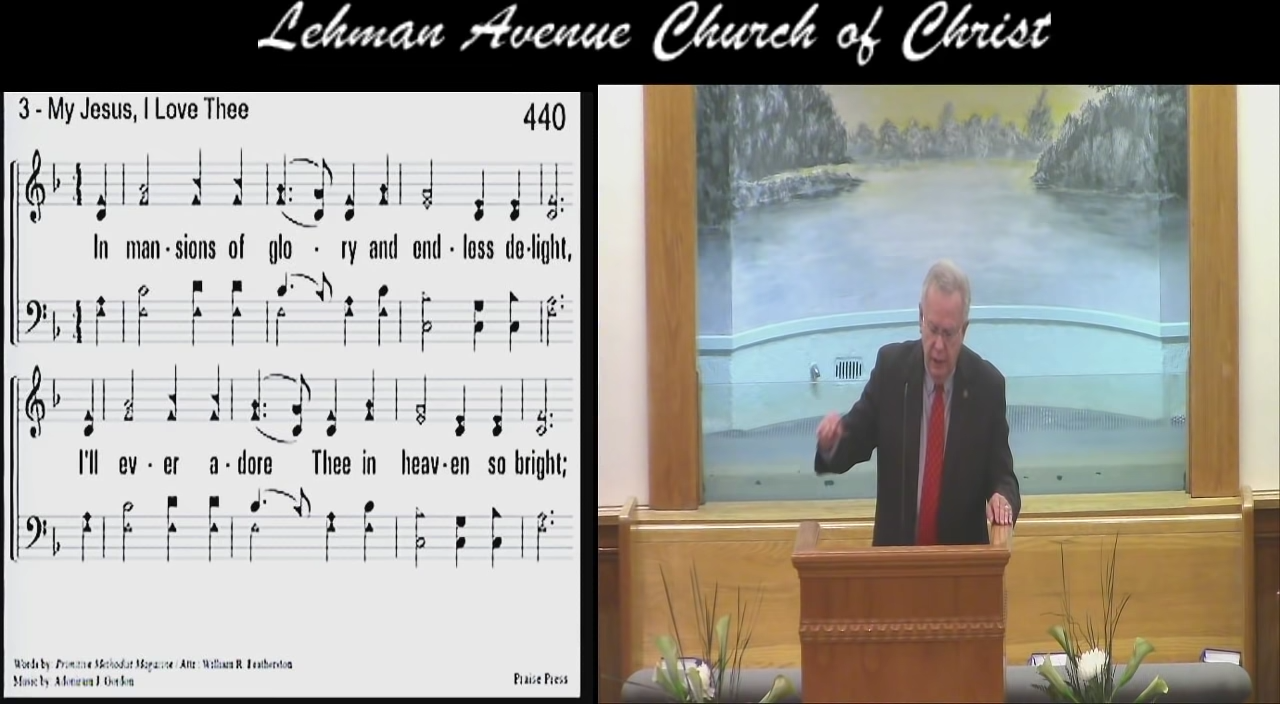 Lehman Avenue Church of Christ
3 - My Jesus, I Love Thee
440
In man - sions of glo - ry and end - less de - light,
I'll ev - er a - dore Thee in heav - en so bright;
Words by: Primitive Methodist Magazine / Attr.: William R. Featherston
Music by: Adoniram J. Gordon
Praise Press